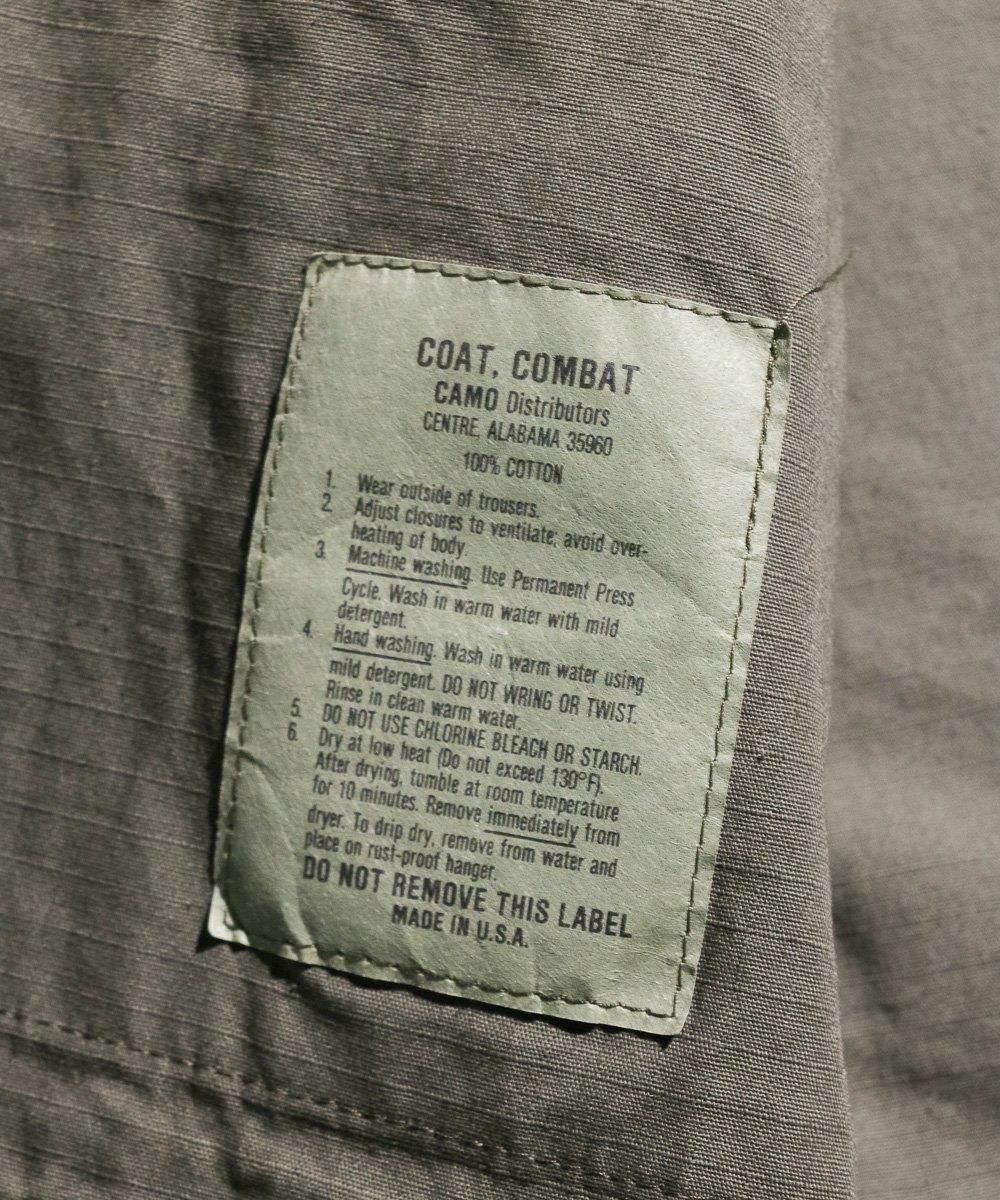 COAT, COMBAT
CAMO Distributors
CENTRE, ALABAMA 35960
100% COTTON
1. Wear outside of trousers.
2. Adjust closures to ventilate; avoid over-
heating of body.
3. Machine washing. Use Permanent Press
Cycle. Wash in warm water with mild
detergent.
4. Hand washing. Wash in warm water using
mild detergent. DO NOT WRING OR TWIST.
Rinse in clean warm water.
5. DO NOT USE CHLORINE BLEACH OR STARCH.
6. Dry at low heat (Do not exceed 130°F).
After drying, tumble at room temperature
for 10 minutes. Remove immediately from
dryer. To drip dry, remove from water and
place on rust-proof hanger.
DO NOT REMOVE THIS LABEL
MADE IN U.S.A.